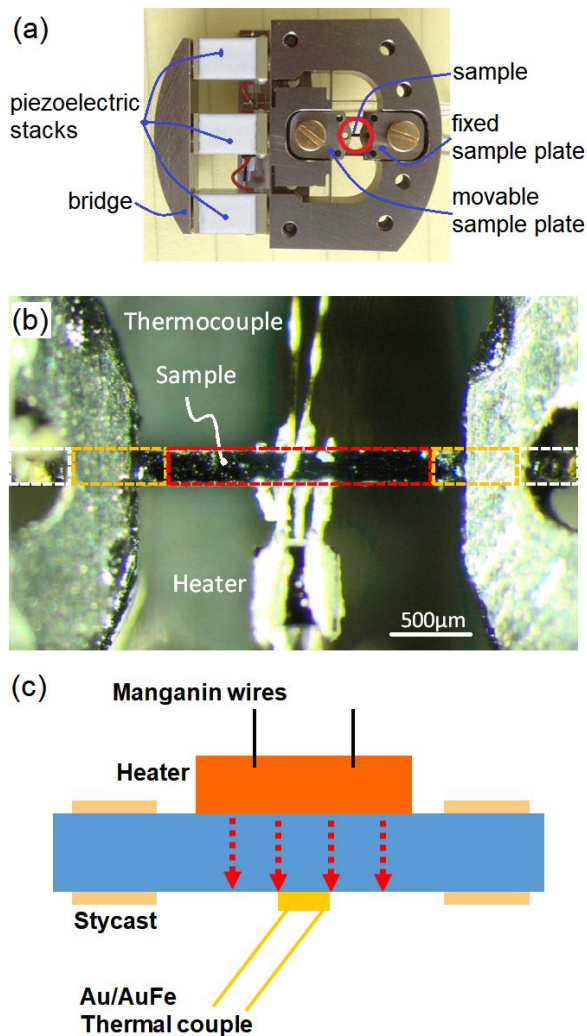 (a)
sample
piezoelectric
stacks
fixed
sample plate
bridge
movable
sample plate
(b)
Thermocouple
Sample
Heater
500µm
(c)
Manganin wires
Heater
Stycast
Au/AuFe
Thermal couple